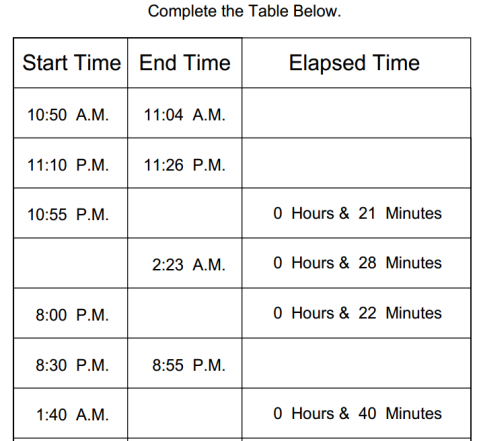 Complete the Table Below.
Start Time End Time Elapsed Time
10:50 A.M. 11:04 A.M.
11:10 P.M. 11:26 P.M.
10:55 P.M. 0 Hours & 21 Minutes
2:23 A.M. 0 Hours & 28 Minutes
8:00 P.M. 0 Hours & 22 Minutes
8:30 P.M. 8:55 P.M.
1:40 A.M. 0 Hours & 40 Minutes